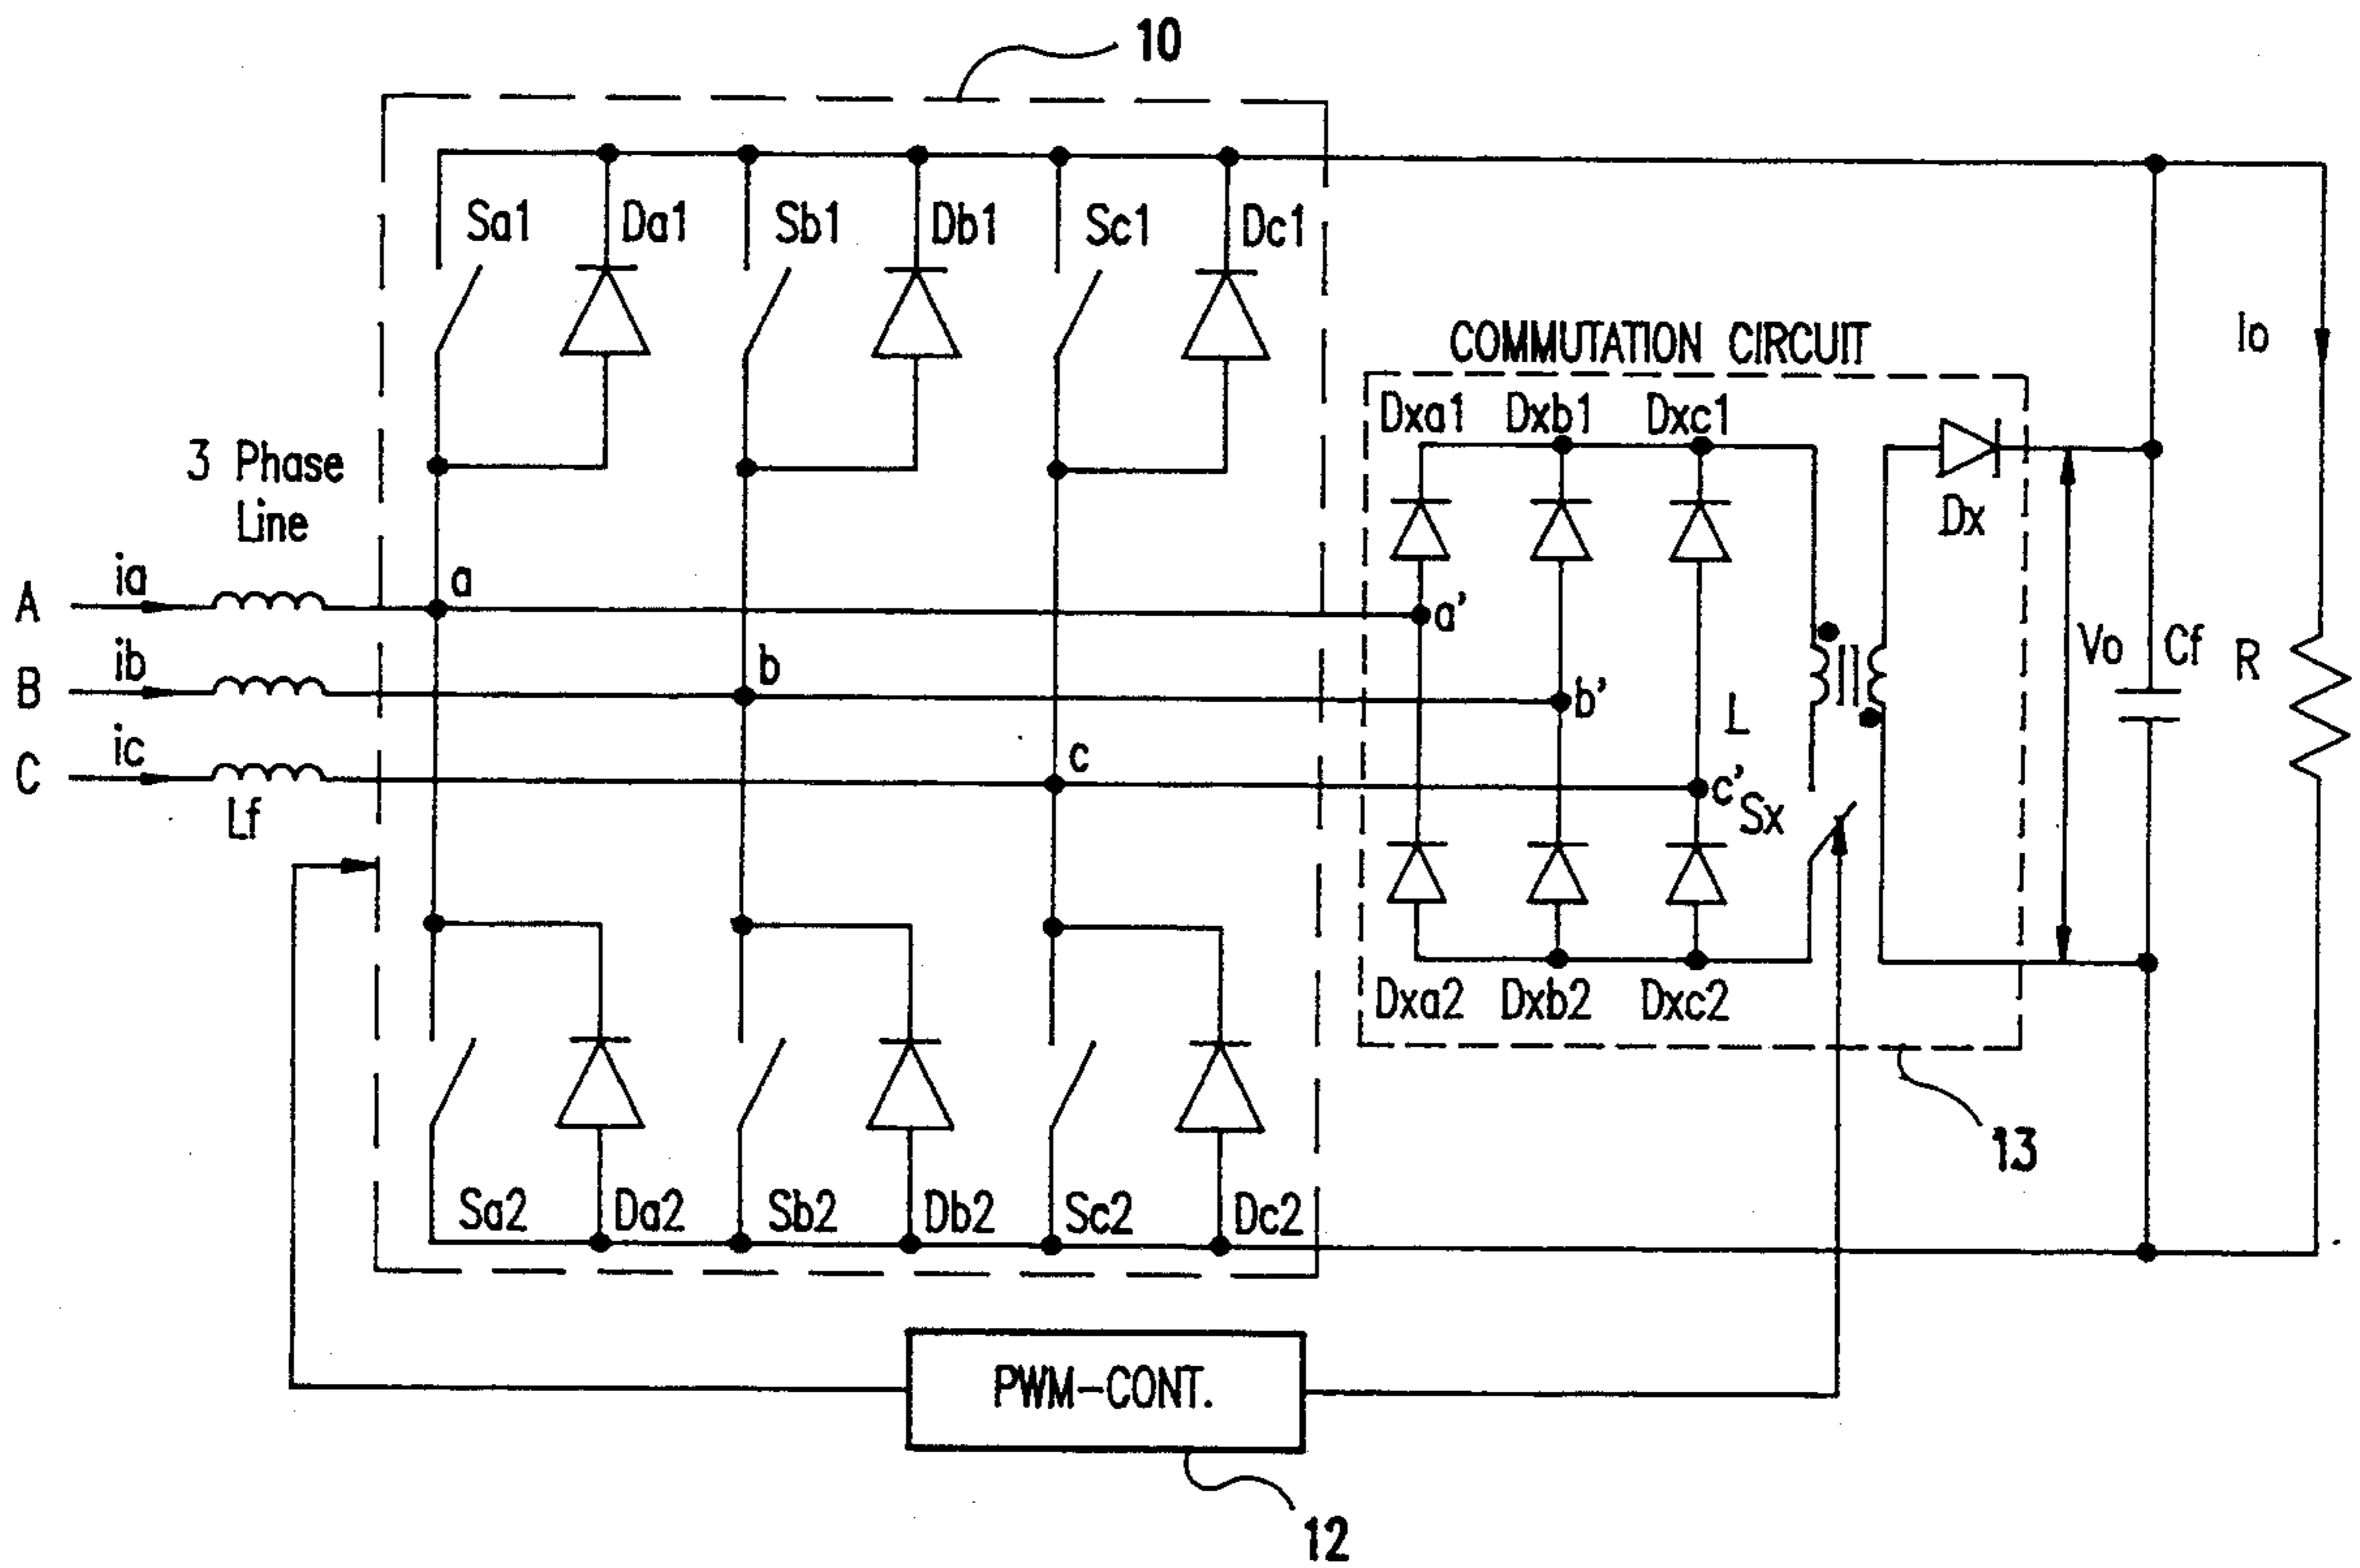 10
Sa1 Da1 Sb1 Db1 Sc1 Dc1
Io
COMMUTATION CIRCUIT
Dxa1 Dxb1 Dxc1
3 Phase
Line
Dx
A ia a a'
B ib b b' L Vo Cf R
C ic c c' Sx
Lf
Dxa2 Dxb2 Dxc2
13
Sa2 Da2 Sb2 Db2 Sc2 Dc2
PWM-CONT.
12